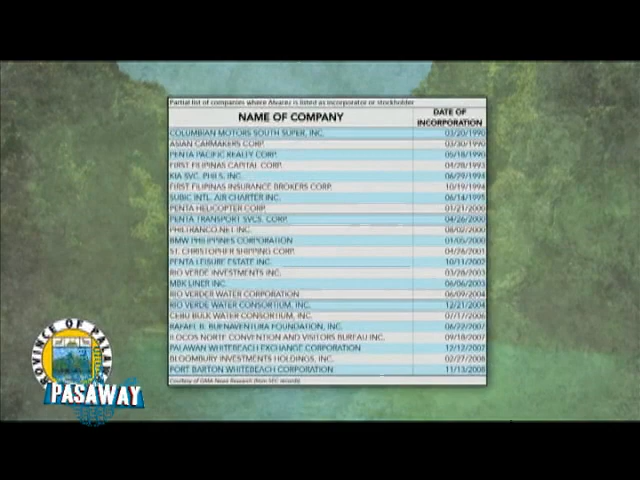 Partial list of companies where Alvarez is listed as incorporator or stockholder
NAME OF COMPANY DATE OF INCORPORATION
COLUMBIAN MOTORS SOUTH SUPER, INC. 03/20/1990
ASIAN CARMAKERS CORP. 03/30/1990
PENTA PACIFIC REALTY CORP. 05/18/1990
FIRST FILIPINAS CAPITAL CORP. 04/28/1993
KIA SVC. PHILS, INC. 06/29/1994
FIRST FILIPINAS INSURANCE BROKERS CORP. 10/19/1994
SUBIC INTL. AIR CHARTER INC. 06/14/1995
PENTA HELICOPTER CORP. 01/21/2000
PENTA TRANSPORT SVCS. CORP. 04/26/2000
PHILTRANCO.NET INC. 08/02/2000
BMW PHILIPPINES CORPORATION 01/05/2000
ST. CHRISTOPHER SHIPPING CORP. 04/26/2001
PENTA LEISURE ESTATE INC. 10/11/2002
RIO VERDE INVESTMENTS INC. 03/28/2003
MBK LINER INC. 06/06/2003
RIO VERDER WATER CORPORATION 06/09/2004
RIO VERDE WATER CONSORTIUM, INC. 12/21/2004
CEBU BULK WATER CONSORTIUM, INC. 07/17/2006
RAFAEL B. BUENAVENTURA FOUNDATION, INC. 06/22/2007
ILOCOS NORTE CONVENTION AND VISITORS BUREAU INC. 09/18/2007
PALAWAN WHITEBEACH EXCHANGE CORPORATION 12/12/2007
BLOOMBURY INVESTMENTS HOLDINGS, INC. 02/27/2008
PORT BARTON WHITEBEACH CORPORATION 11/13/2008
Courtesy of GMA News Research (from SEC records)
PROVINCE OF PALAW
PASAWAY